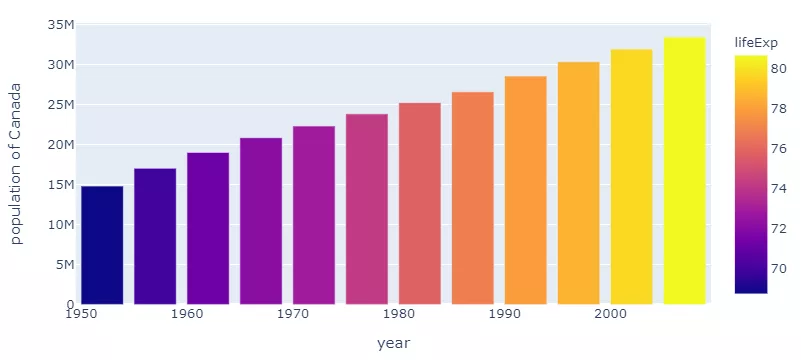 35M
30M
25M
20M
15M
10M
5M
0
population of Canada
1950
1960
1970
1980
1990
2000
year
lifeExp
80
78
76
74
72
70